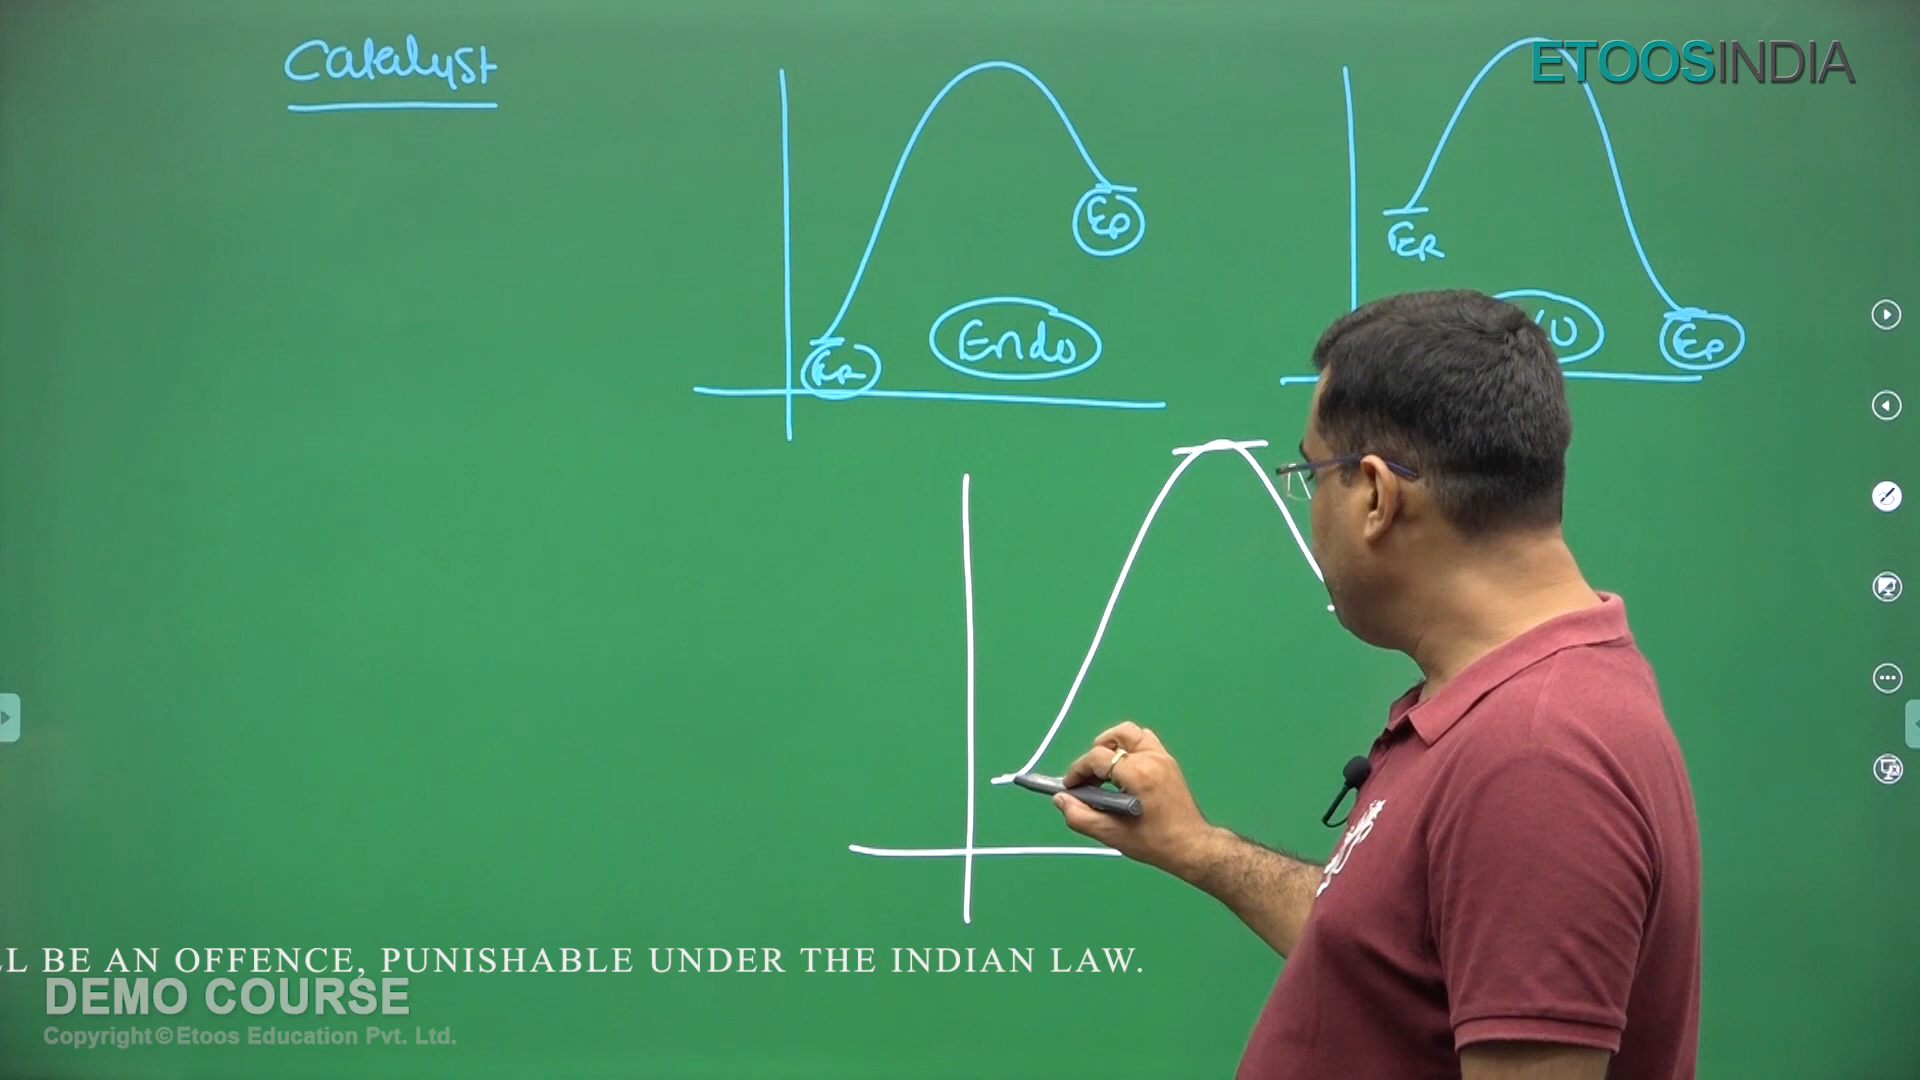 Catalyst
ETOOSINDIA
EP
ER
ER
Endo
EP
LL BE AN OFFENCE, PUNISHABLE UNDER THE INDIAN LAW.
DEMO COURSE
Copyright © Etoos Education Pvt. Ltd.